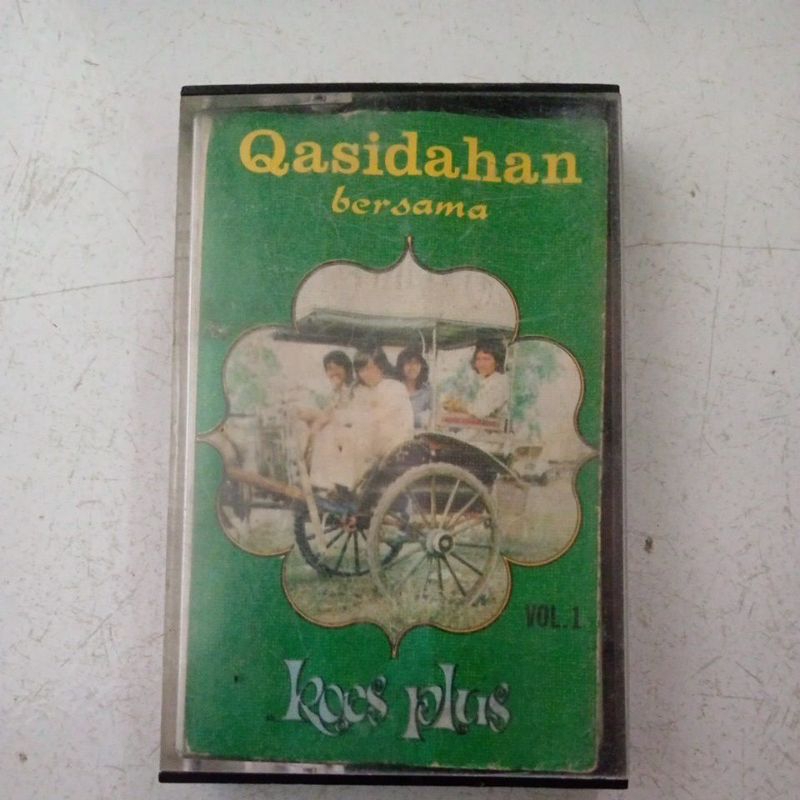 Qasidahan
bersama
VOL. 1
koes plus